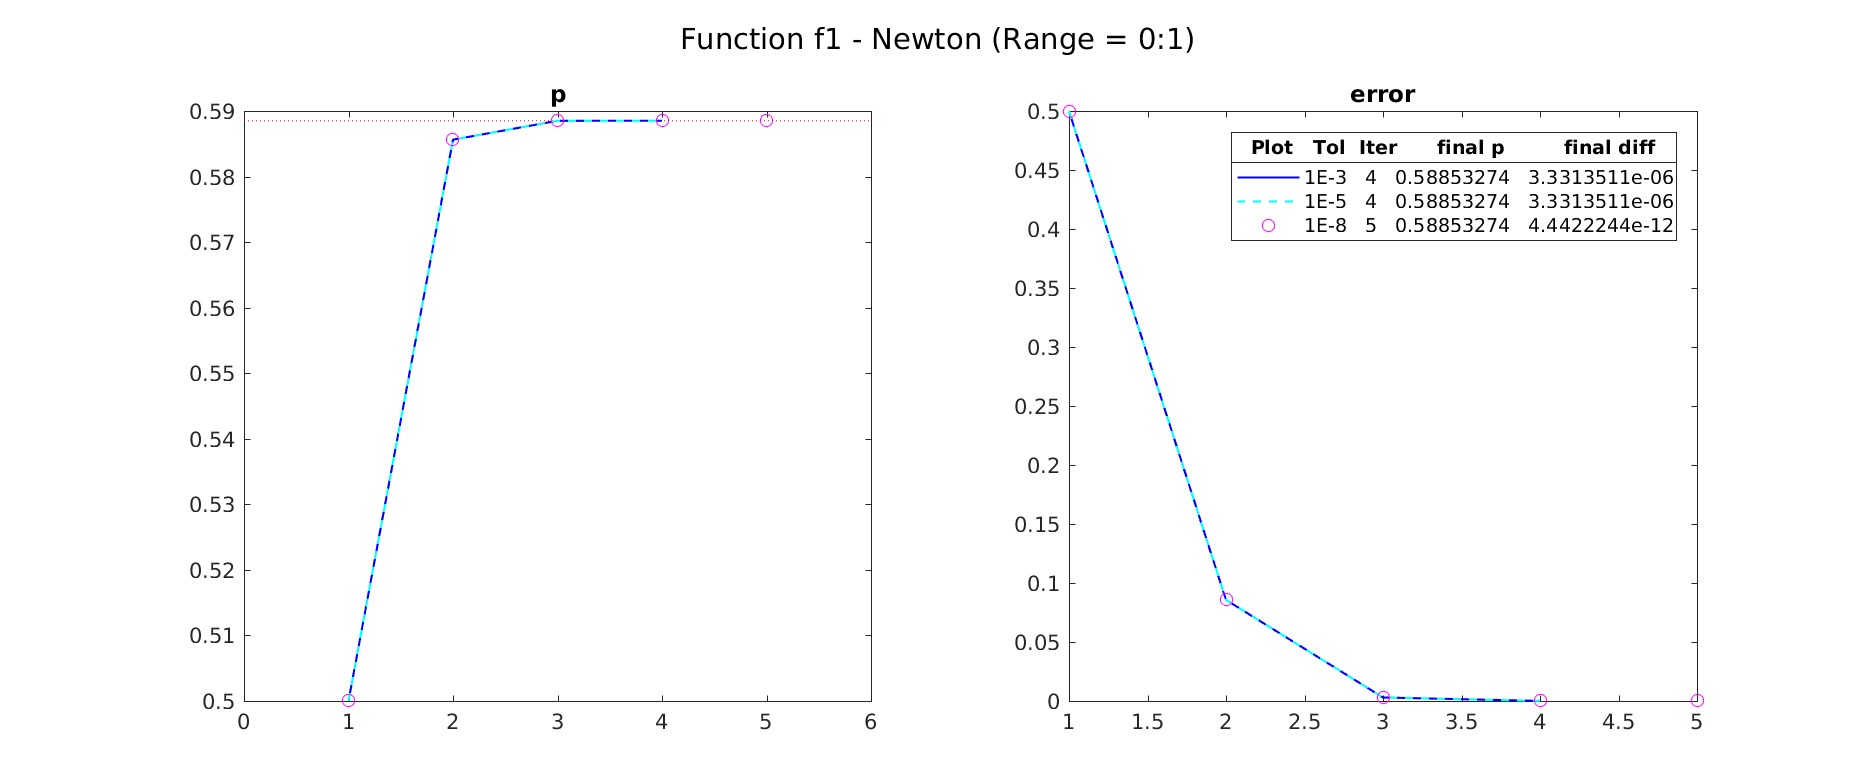 Function f1 - Newton (Range = 0:1)
p
0.59
0.58
0.57
0.56
0.55
0.54
0.53
0.52
0.51
0.5
0 1 2 3 4 5 6
error
0.5
0.45
0.4
0.35
0.3
0.25
0.2
0.15
0.1
0.05
0
1 1.5 2 2.5 3 3.5 4 4.5 5
Plot Tol Iter final p final diff
1E-3 4 0.58853274 3.3313511e-06
1E-5 4 0.58853274 3.3313511e-06
1E-8 5 0.58853274 4.4422244e-12